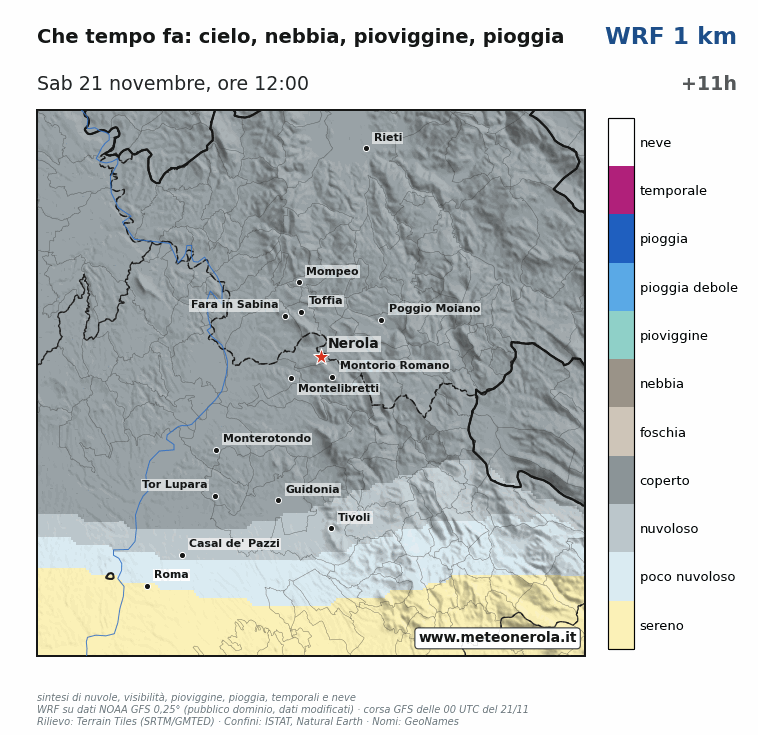 Che tempo fa: cielo, nebbia, pioviggine, pioggia
WRF 1 km
Sab 21 novembre, ore 12:00
+11h
Rieti
Mompeo
Fara in Sabina
Toffia
Poggio Moiano
Nerola
Montorio Romano
Montelibretti
Monterotondo
Tor Lupara
Guidonia
Tivoli
Casal de' Pazzi
Roma
www.meteonerola.it
neve
temporale
pioggia
pioggia debole
pioviggine
nebbia
foschia
coperto
nuvoloso
poco nuvoloso
sereno
sintesi di nuvole, visibilità, pioviggine, pioggia, temporali e neve
WRF su dati NOAA GFS 0,25° (pubblico dominio, dati modificati) · corsa GFS delle 00 UTC del 21/11
Rilievo: Terrain Tiles (SRTM/GMTED) · Confini: ISTAT, Natural Earth · Nomi: GeoNames